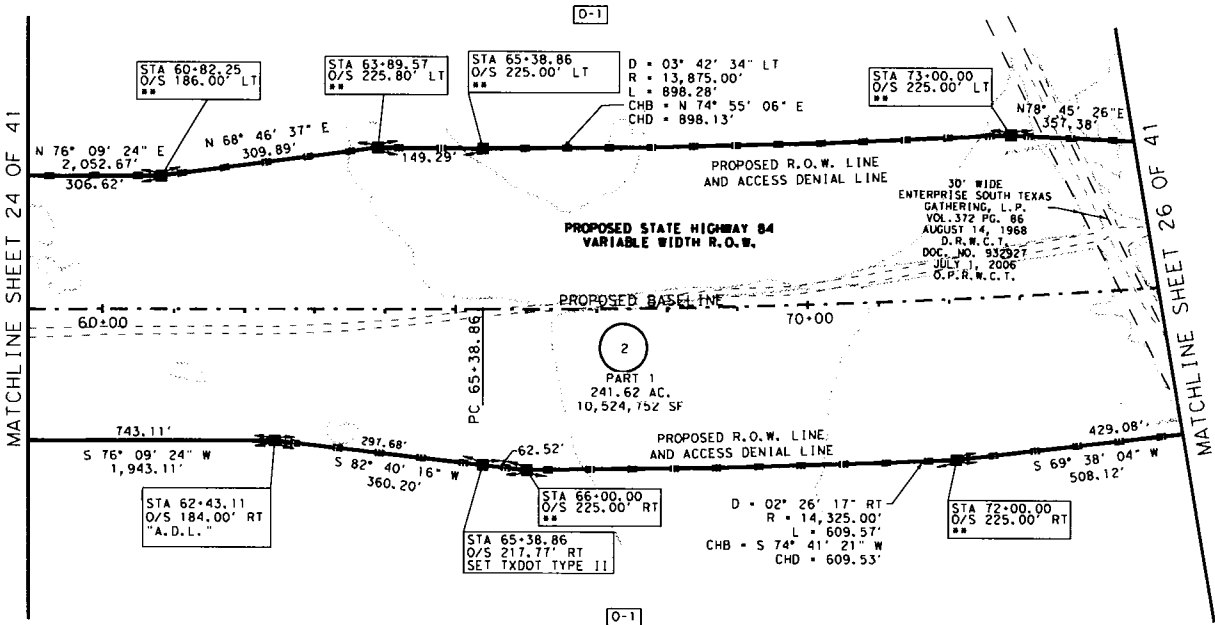 O-1
MATCHLINE SHEET 24 OF 41
STA 60+82.25
O/S 186.00' LT
**
STA 63+89.57
O/S 225.80' LT
**
STA 65+38.86
O/S 225.00' LT
**
D = 03° 42' 34" LT
R = 13,875.00'
L = 898.28'
CHB = N 74° 55' 06" E
CHD = 898.13'
STA 73+00.00
O/S 225.00' LT
**
N78° 45' 26"E
357.38'
N 76° 09' 24" E
2,052.67'
306.62'
N 68° 46' 37" E
309.89'
149.29'
PROPOSED R.O.W. LINE
AND ACCESS DENIAL LINE
30' WIDE
ENTERPRISE SOUTH TEXAS
GATHERING, L.P.
VOL.372 PG. 86
AUGUST 14, 1968
D.R.W.C.T.
DOC. NO. 932927
JULY 1, 2006
O.P.R.W.C.T.
PROPOSED STATE HIGHWAY 84
VARIABLE WIDTH R.O.W.
PROPOSED BASELINE
60+00
70+00
PC 65+38.86
2
PART 1
241.62 AC.
10,524,752 SF
MATCHLINE SHEET 26 OF 41
743.11'
S 76° 09' 24" W
1,943.11'
297.68'
S 82° 40' 16" W
360.20'
62.52'
PROPOSED R.O.W. LINE
AND ACCESS DENIAL LINE
429.08'
S 69° 38' 04" W
508.12'
STA 62+43.11
O/S 184.00' RT
"A.D.L."
STA 65+38.86
O/S 217.77' RT
SET TXDOT TYPE II
STA 66+00.00
O/S 225.00' RT
**
D = 02° 26' 17" RT
R = 14,325.00'
L = 609.57'
CHB = S 74° 41' 21" W
CHD = 609.53'
STA 72+00.00
O/S 225.00' RT
**
O-1